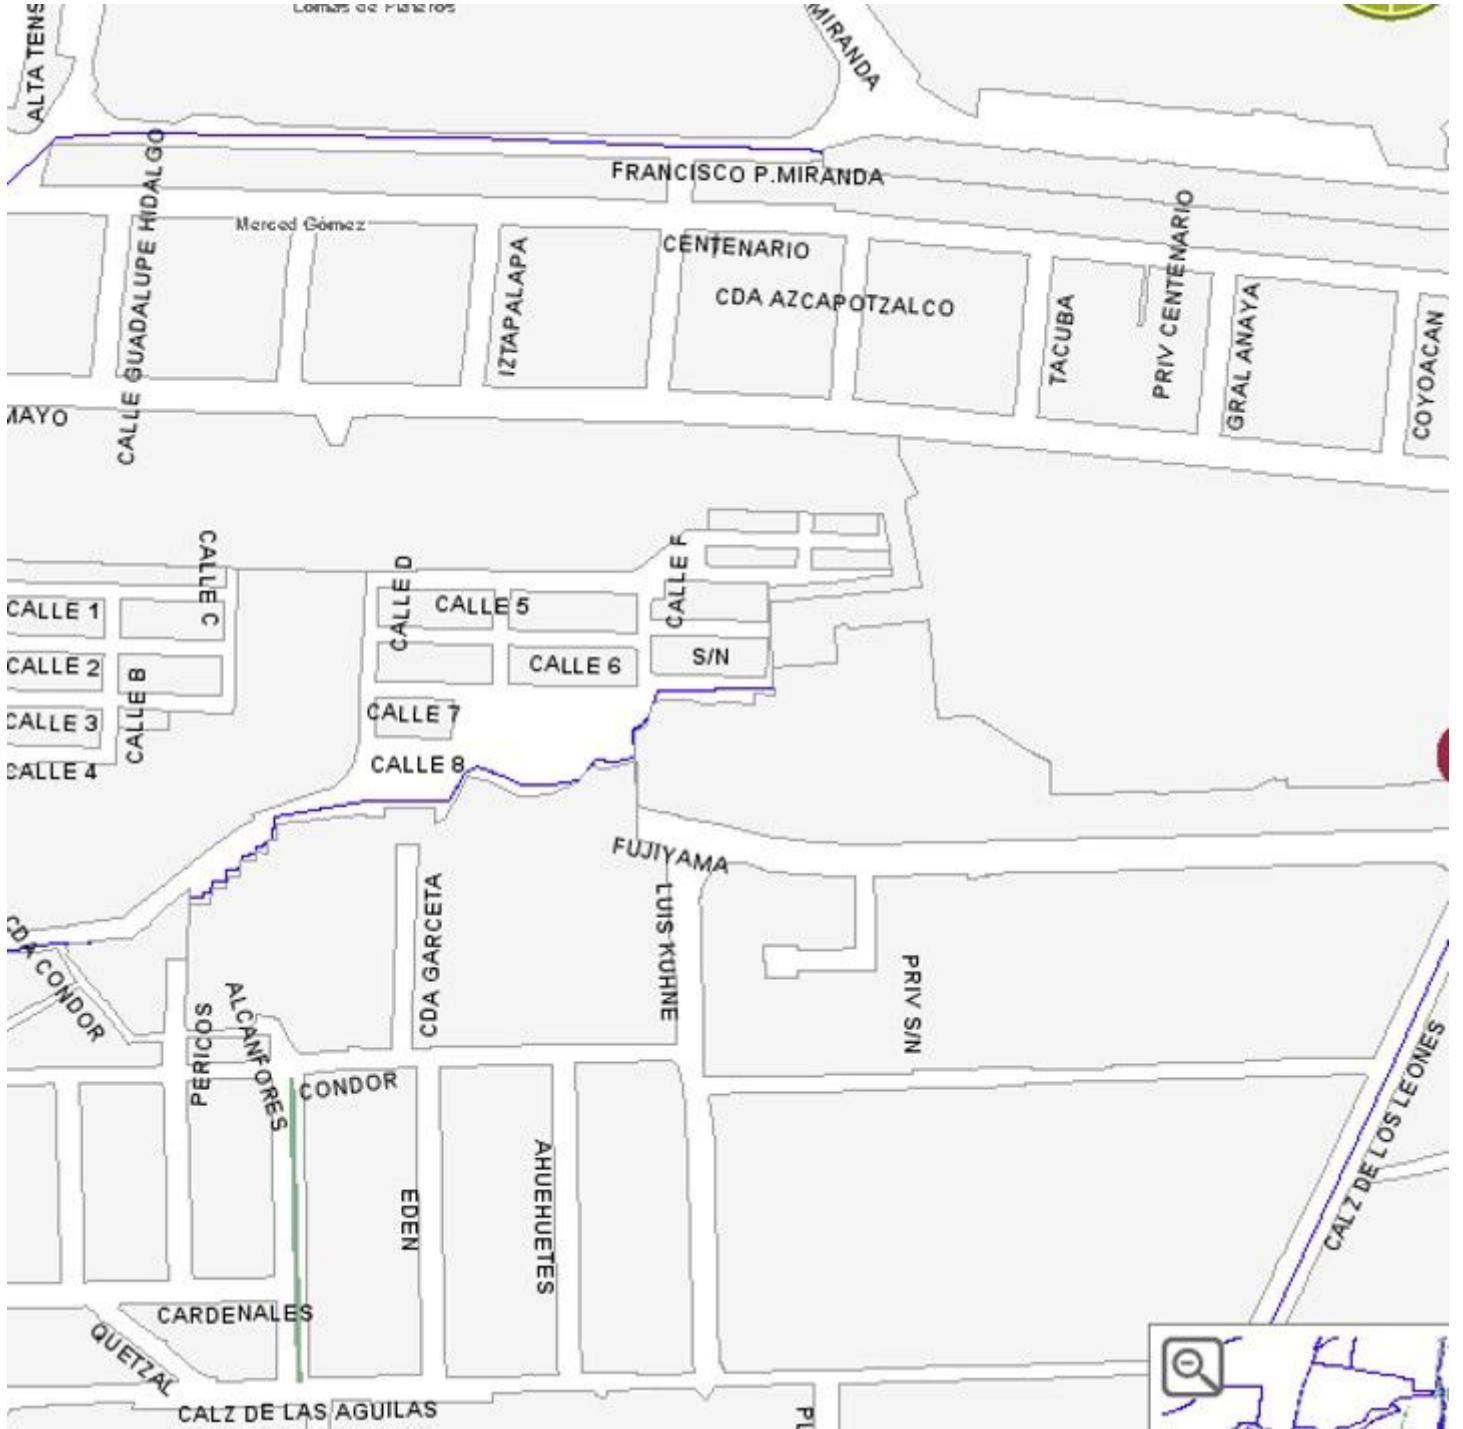 Lomas de Plateros
ALTA TENS
MIRANDA
FRANCISCO P.MIRANDA
CALLE GUADALUPE HIDALGO
Merced Gómez
IZTAPALAPA
CENTENARIO
CDA AZCAPOTZALCO
TACUBA
PRIV CENTENARIO
GRAL ANAYA
COYOACAN
MAYO
CALLE C
CALLE D
CALLE F
CALLE 1
CALLE 5
CALLE 2
CALLE B
CALLE 6
S/N
CALLE 3
CALLE 7
CALLE 4
CALLE 8
FUJIYAMA
CDA GARCETA
LUIS KUHNE
CDA CONDOR
PRIV S/N
PERICOS
ALCANFORES
CONDOR
CALZ DE LOS LEONES
EDEN
AHUEHUETES
CARDENALES
QUETZAL
CALZ DE LAS AGUILAS